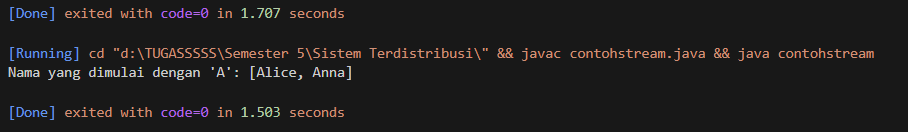 [Done] exited with code=0 in 1.707 seconds
[Running] cd "d:\TUGASSSSS\Semester 5\Sistem Terdistribusi\" && javac contohstream.java && java contohstream
Nama yang dimulai dengan 'A': [Alice, Anna]
[Done] exited with code=0 in 1.503 seconds